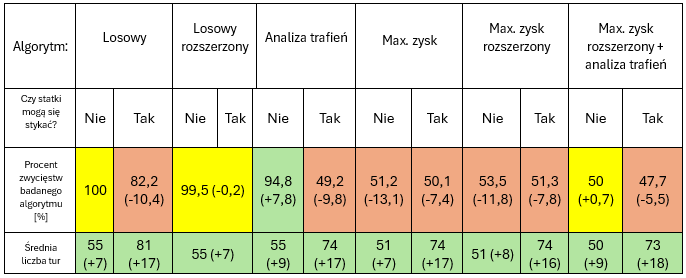 Algorytm:
Losowy
Losowy
rozszerzony
Analiza trafień
Max. zysk
Max. zysk
rozszerzony
Max. zysk
rozszerzony +
analiza trafień
Czy statki
mogą się
stykać?
Nie
Tak
Nie
Tak
Nie
Tak
Nie
Tak
Nie
Tak
Nie
Tak
Procent
zwycięstw
badanego
algorytmu
[%]
100
82,2
(-10,4)
99,5 (-0,2)
94,8
(+7,8)
49,2
(-9,8)
51,2
(-13,1)
50,1
(-7,4)
53,5
(-11,8)
51,3
(-7,8)
50
(+0,7)
47,7
(-5,5)
Średnia
liczba tur
55
(+7)
81
(+17)
55 (+7)
55
(+9)
74
(+17)
51
(+7)
74
(+17)
51 (+8)
74
(+16)
50
(+9)
73
(+18)